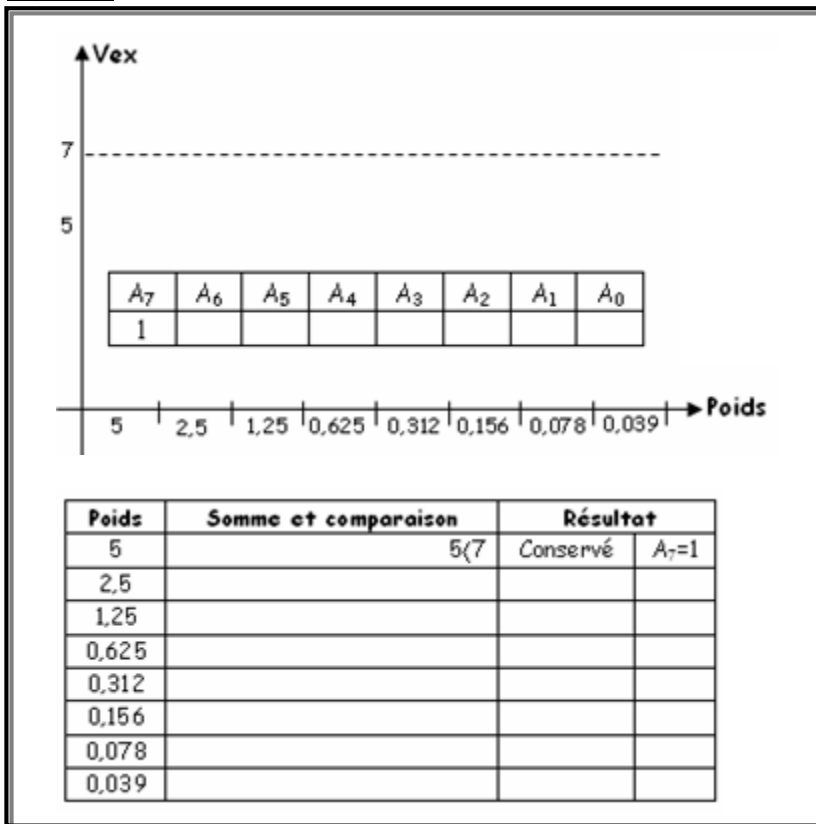 Vex
7
5
A7 A6 A5 A4 A3 A2 A1 A0
1
5 2,5 1,25 0,625 0,312 0,156 0,078 0,039 Poids
Poids Somme et comparaison Résultat
5 5⟨7 Conservé A7=1
2,5
1,25
0,625
0,312
0,156
0,078
0,039